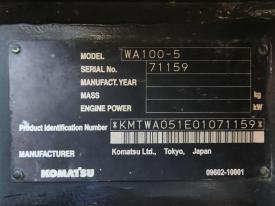 MODEL WA100-5
SERIAL No. 71159
MANUFACT. YEAR
MASS kg
ENGINE POWER kW
Product Identification Number *KMTWA051E01071159*
MANUFACTURER Komatsu Ltd., Tokyo, Japan
KOMATSU 09602-10001